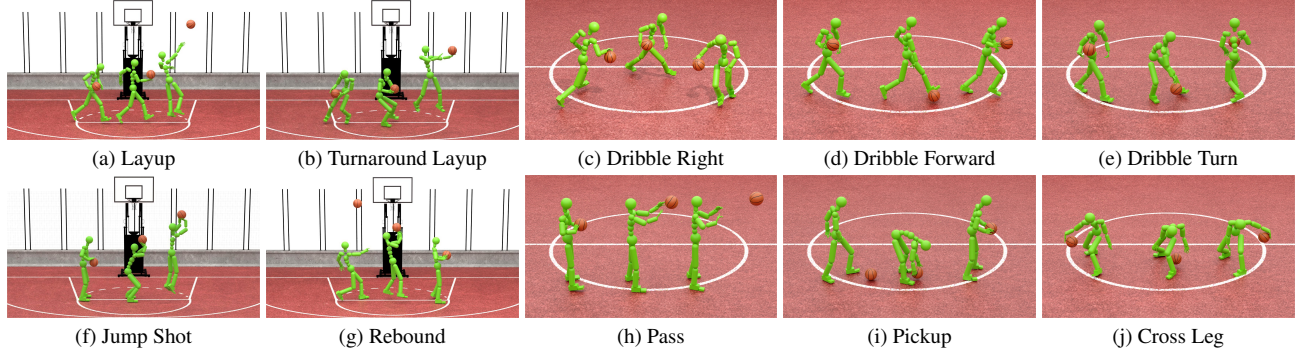 (a) Layup
(b) Turnaround Layup
(c) Dribble Right
(d) Dribble Forward
(e) Dribble Turn
(f) Jump Shot
(g) Rebound
(h) Pass
(i) Pickup
(j) Cross Leg